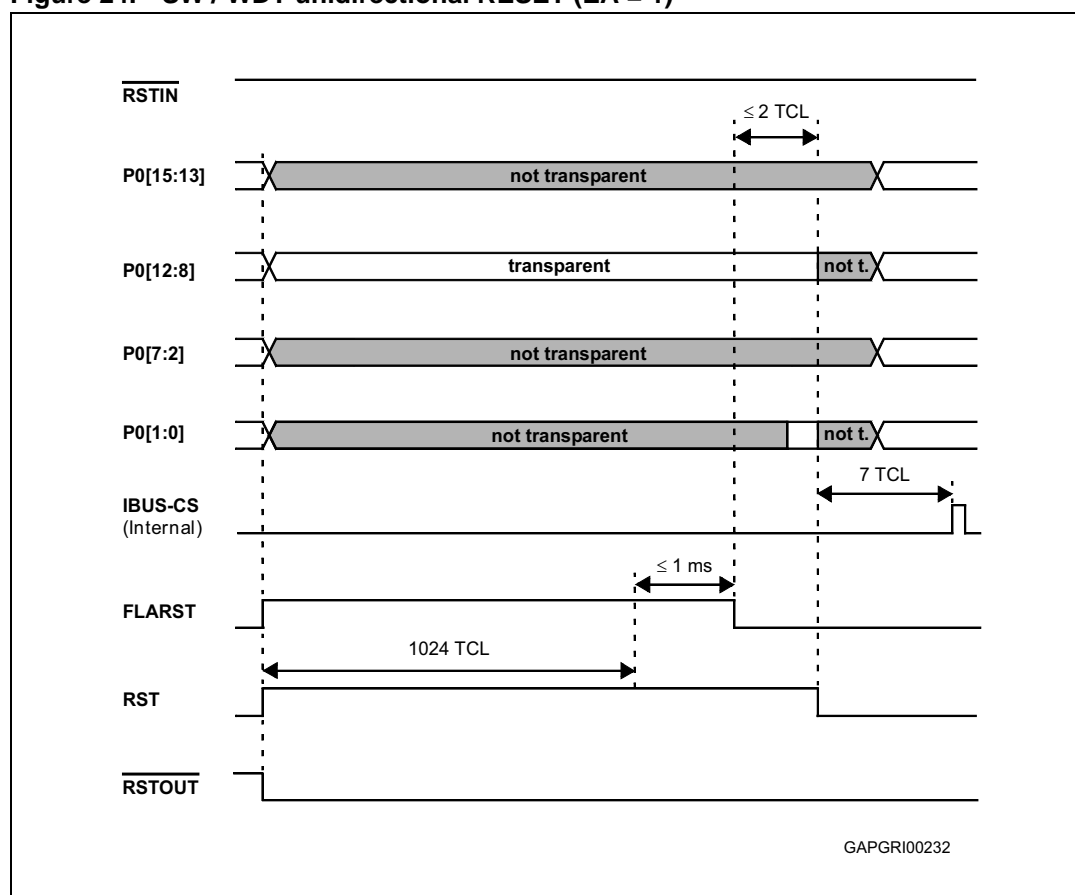 RSTIN
≤ 2 TCL
P0[15:13]
not transparent
P0[12:8]
transparent
not t.
P0[7:2]
not transparent
P0[1:0]
not transparent
not t.
7 TCL
IBUS-CS
(Internal)
≤ 1 ms
FLARST
1024 TCL
RST
RSTOUT
GAPGRI00232